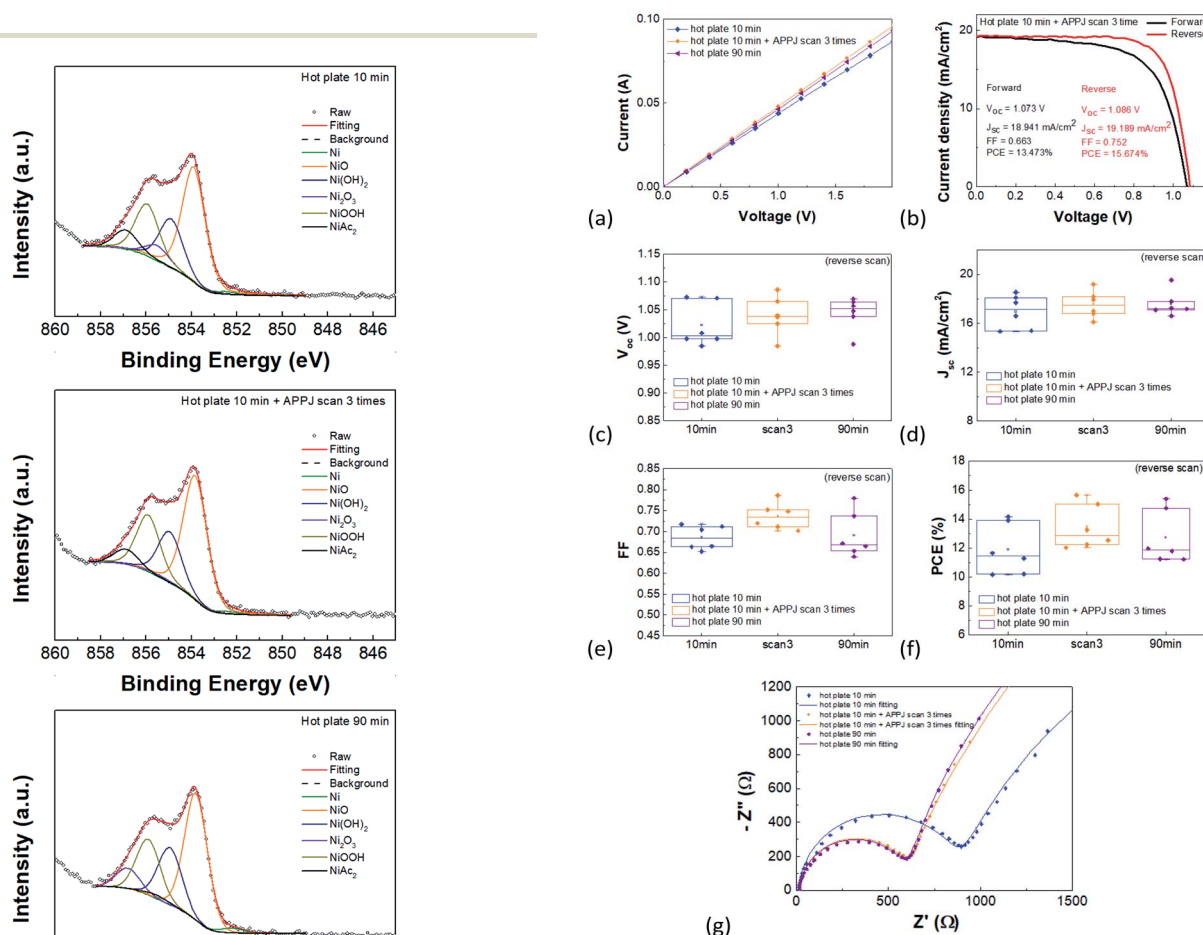 Hot plate 10 min
Raw
Fitting
Background
Ni
NiO
Ni(OH)₂
Ni₂O₃
NiOOH
NiAc₂
Intensity (a.u.)
860 858 856 854 852 850 848 846
Binding Energy (eV)
Hot plate 10 min + APPJ scan 3 times
Raw
Fitting
Background
Ni
NiO
Ni(OH)₂
Ni₂O₃
NiOOH
NiAc₂
Intensity (a.u.)
860 858 856 854 852 850 848 846
Binding Energy (eV)
Hot plate 90 min
Raw
Fitting
Background
Ni
NiO
Ni(OH)₂
Ni₂O₃
NiOOH
NiAc₂
Intensity (a.u.)
0.10
0.05
0.00
Current (A)
hot plate 10 min
hot plate 10 min + APPJ scan 3 times
hot plate 90 min
0.0 0.5 1.0 1.5
Voltage (V)
(a)
20
10
0
Current density (mA/cm²)
Hot plate 10 min + APPJ scan 3 time
Forward
Reverse
Forward
V_oc = 1.073 V
J_sc = 18.941 mA/cm²
FF = 0.663
PCE = 13.473%
Reverse
V_oc = 1.086 V
J_sc = 19.189 mA/cm²
FF = 0.752
PCE = 15.674%
0.0 0.2 0.4 0.6 0.8 1.0
Voltage (V)
(b)
(reverse scan)
1.15
1.10
1.05
1.00
0.95
0.90
0.85
V_oc (V)
hot plate 10 min
hot plate 10 min + APPJ scan 3 times
hot plate 90 min
10min scan3 90min
(c)
(reverse scan)
20
16
12
8
J_sc (mA/cm²)
hot plate 10 min
hot plate 10 min + APPJ scan 3 times
hot plate 90 min
10min scan3 90min
(d)
(reverse scan)
0.85
0.80
0.75
0.70
0.65
0.60
0.55
0.50
0.45
FF
hot plate 10 min
hot plate 10 min + APPJ scan 3 times
hot plate 90 min
10min scan3 90min
(e)
(reverse scan)
18
16
14
12
10
8
6
PCE (%)
hot plate 10 min
hot plate 10 min + APPJ scan 3 times
hot plate 90 min
10min scan3 90min
(f)
1200
1000
800
600
400
200
0
- Z'' (Ω)
hot plate 10 min
hot plate 10 min fitting
hot plate 10 min + APPJ scan 3 times
hot plate 10 min + APPJ scan 3 times fitting
hot plate 90 min
hot plate 90 min fitting
0 500 1000 1500
Z' (Ω)
(g)